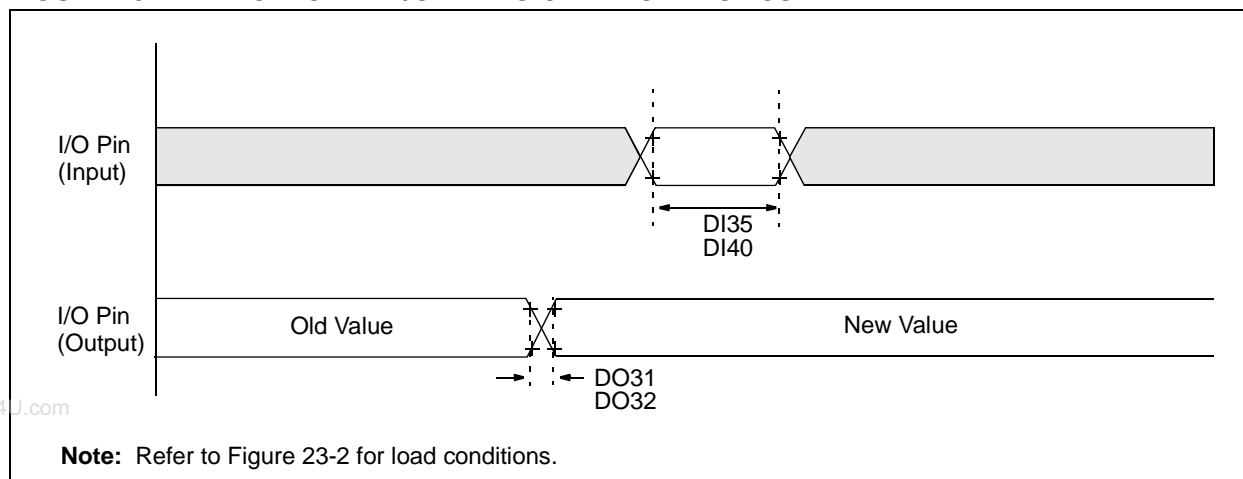 I/O Pin
(Input)
DI35
DI40
I/O Pin
(Output)
Old Value
New Value
DO31
DO32
4U.com
Note: Refer to Figure 23-2 for load conditions.